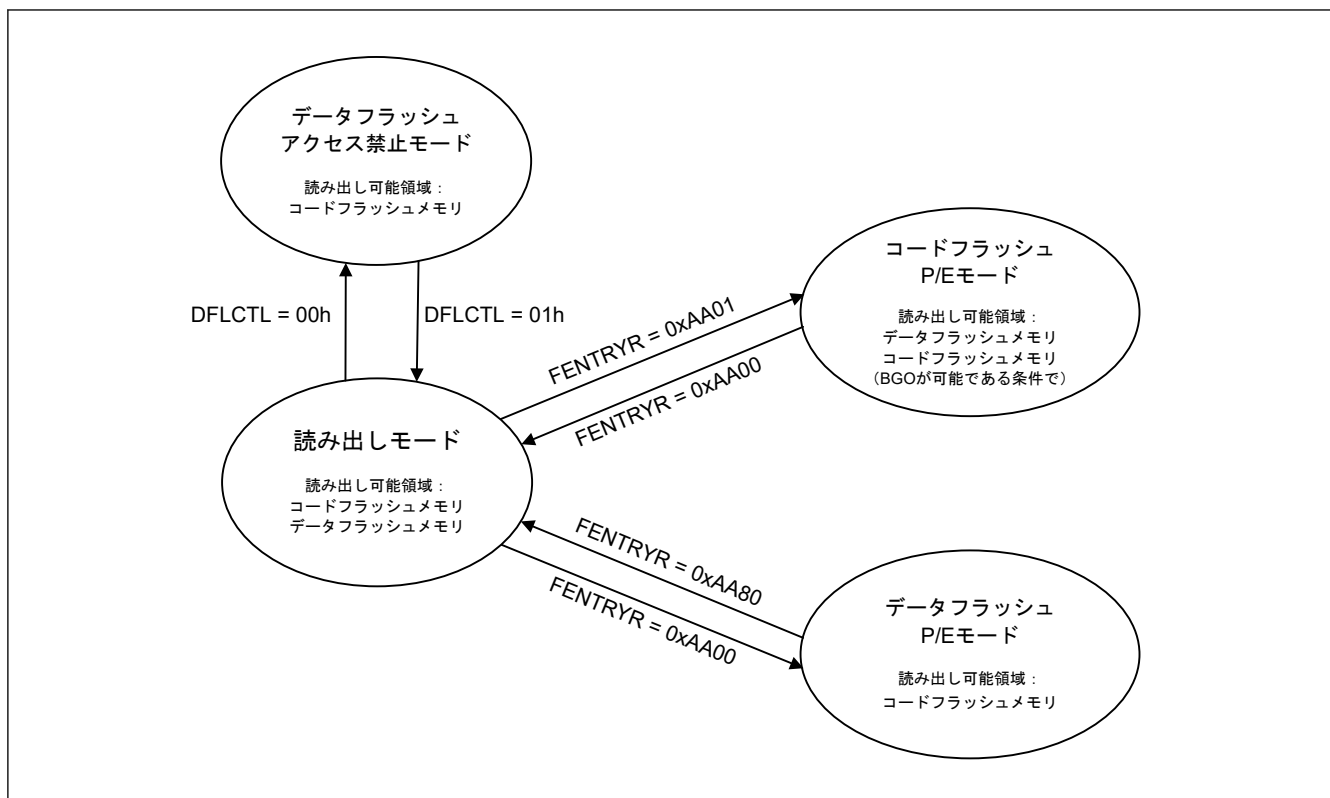 データフラッシュ
アクセス禁止モード
読み出し可能領域：
コードフラッシュメモリ
DFLCTL = 00h
DFLCTL = 01h
コードフラッシュ
P/Eモード
読み出し可能領域：
データフラッシュメモリ
コードフラッシュメモリ
（BGOが可能である条件で）
FENTRYR = 0xAA01
FENTRYR = 0xAA00
読み出しモード
読み出し可能領域：
コードフラッシュメモリ
データフラッシュメモリ
FENTRYR = 0xAA80
FENTRYR = 0xAA00
データフラッシュ
P/Eモード
読み出し可能領域：
コードフラッシュメモリ